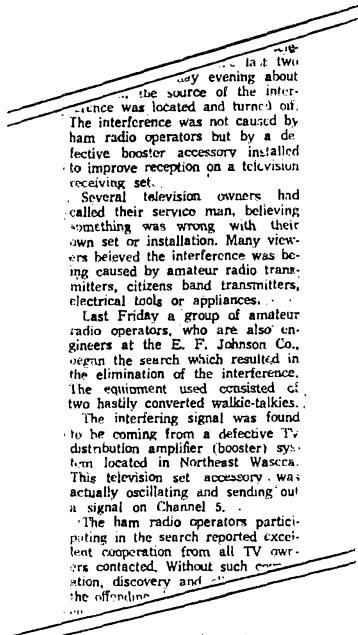 last two
evening about
the source of the inter-
ference was located and turned off.
The interference was not caused by
ham radio operators but by a de
fective booster accessory installed
to improve reception on a television
receiving set.
Several television owners had
called their service man, believing
something was wrong with their
own set or installation. Many view-
ers beieved the interference was be-
ing caused by amateur radio trans-
mitters, citizens band transmitters,
electrical tools or appliances.
Last Friday a group of amateur
radio operators, who are also en-
gineers at the E. F. Johnson Co.,
began the search which resulted in
the elimination of the interference.
The equipment used consisted of
two hastily converted walkie-talkies.
The interfering signal was found
to be coming from a defective TV
distribution amplifier (booster) sys-
tem located in Northeast Waseca.
This television set accessory was
actually oscillating and sending out
a signal on Channel 5.
The ham radio operators partici-
pating in the search reported excel-
lent cooperation from all TV own-
ers contacted. Without such
ation, discovery and
the offending